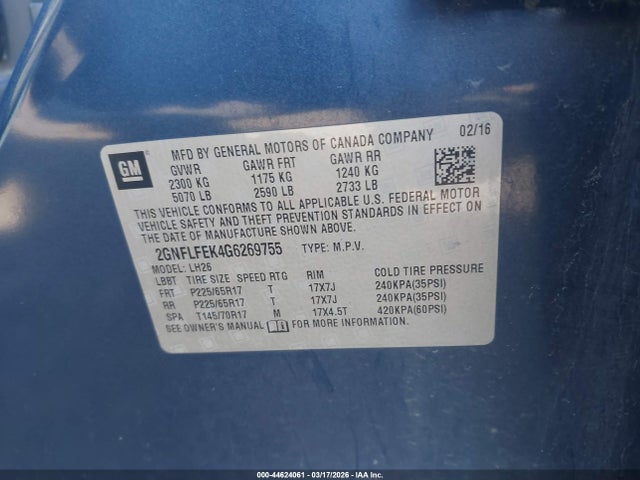 GM
MFD BY GENERAL MOTORS OF CANADA COMPANY 02/16
GVWR GAWR FRT GAWR RR
2300 KG 1175 KG 1240 KG
5070 LB 2590 LB 2733 LB
THIS VEHICLE CONFORMS TO ALL APPLICABLE U.S. FEDERAL MOTOR
VEHICLE SAFETY AND THEFT PREVENTION STANDARDS IN EFFECT ON
THE DATE OF MANUFACTURE SHOWN ABOVE.
2GNFLFEK4G6269755 TYPE: M.P.V.
MODEL: LH26
LBBT TIRE SIZE SPEED RTG RIM COLD TIRE PRESSURE
FRT P225/65R17 T 17X7J 240KPA(35PSI)
RR P225/65R17 T 17X7J 240KPA(35PSI)
SPA T145/70R17 M 17X4.5T 420KPA(60PSI)
SEE OWNER'S MANUAL FOR MORE INFORMATION.
000-44624061 - 03/17/2026 - IAA Inc.